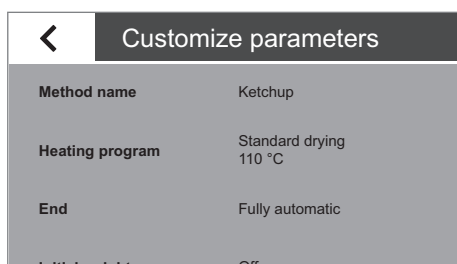 Customize parameters
Method name Ketchup
Heating program Standard drying
110 °C
End Fully automatic